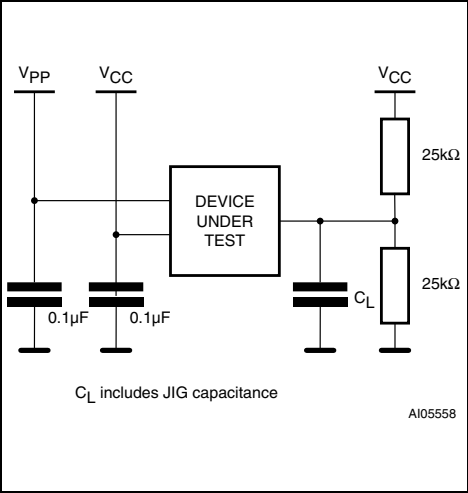 VPP
VCC
VCC
25kΩ
DEVICE
UNDER
TEST
25kΩ
CL
0.1µF
0.1µF
CL includes JIG capacitance
AI05558